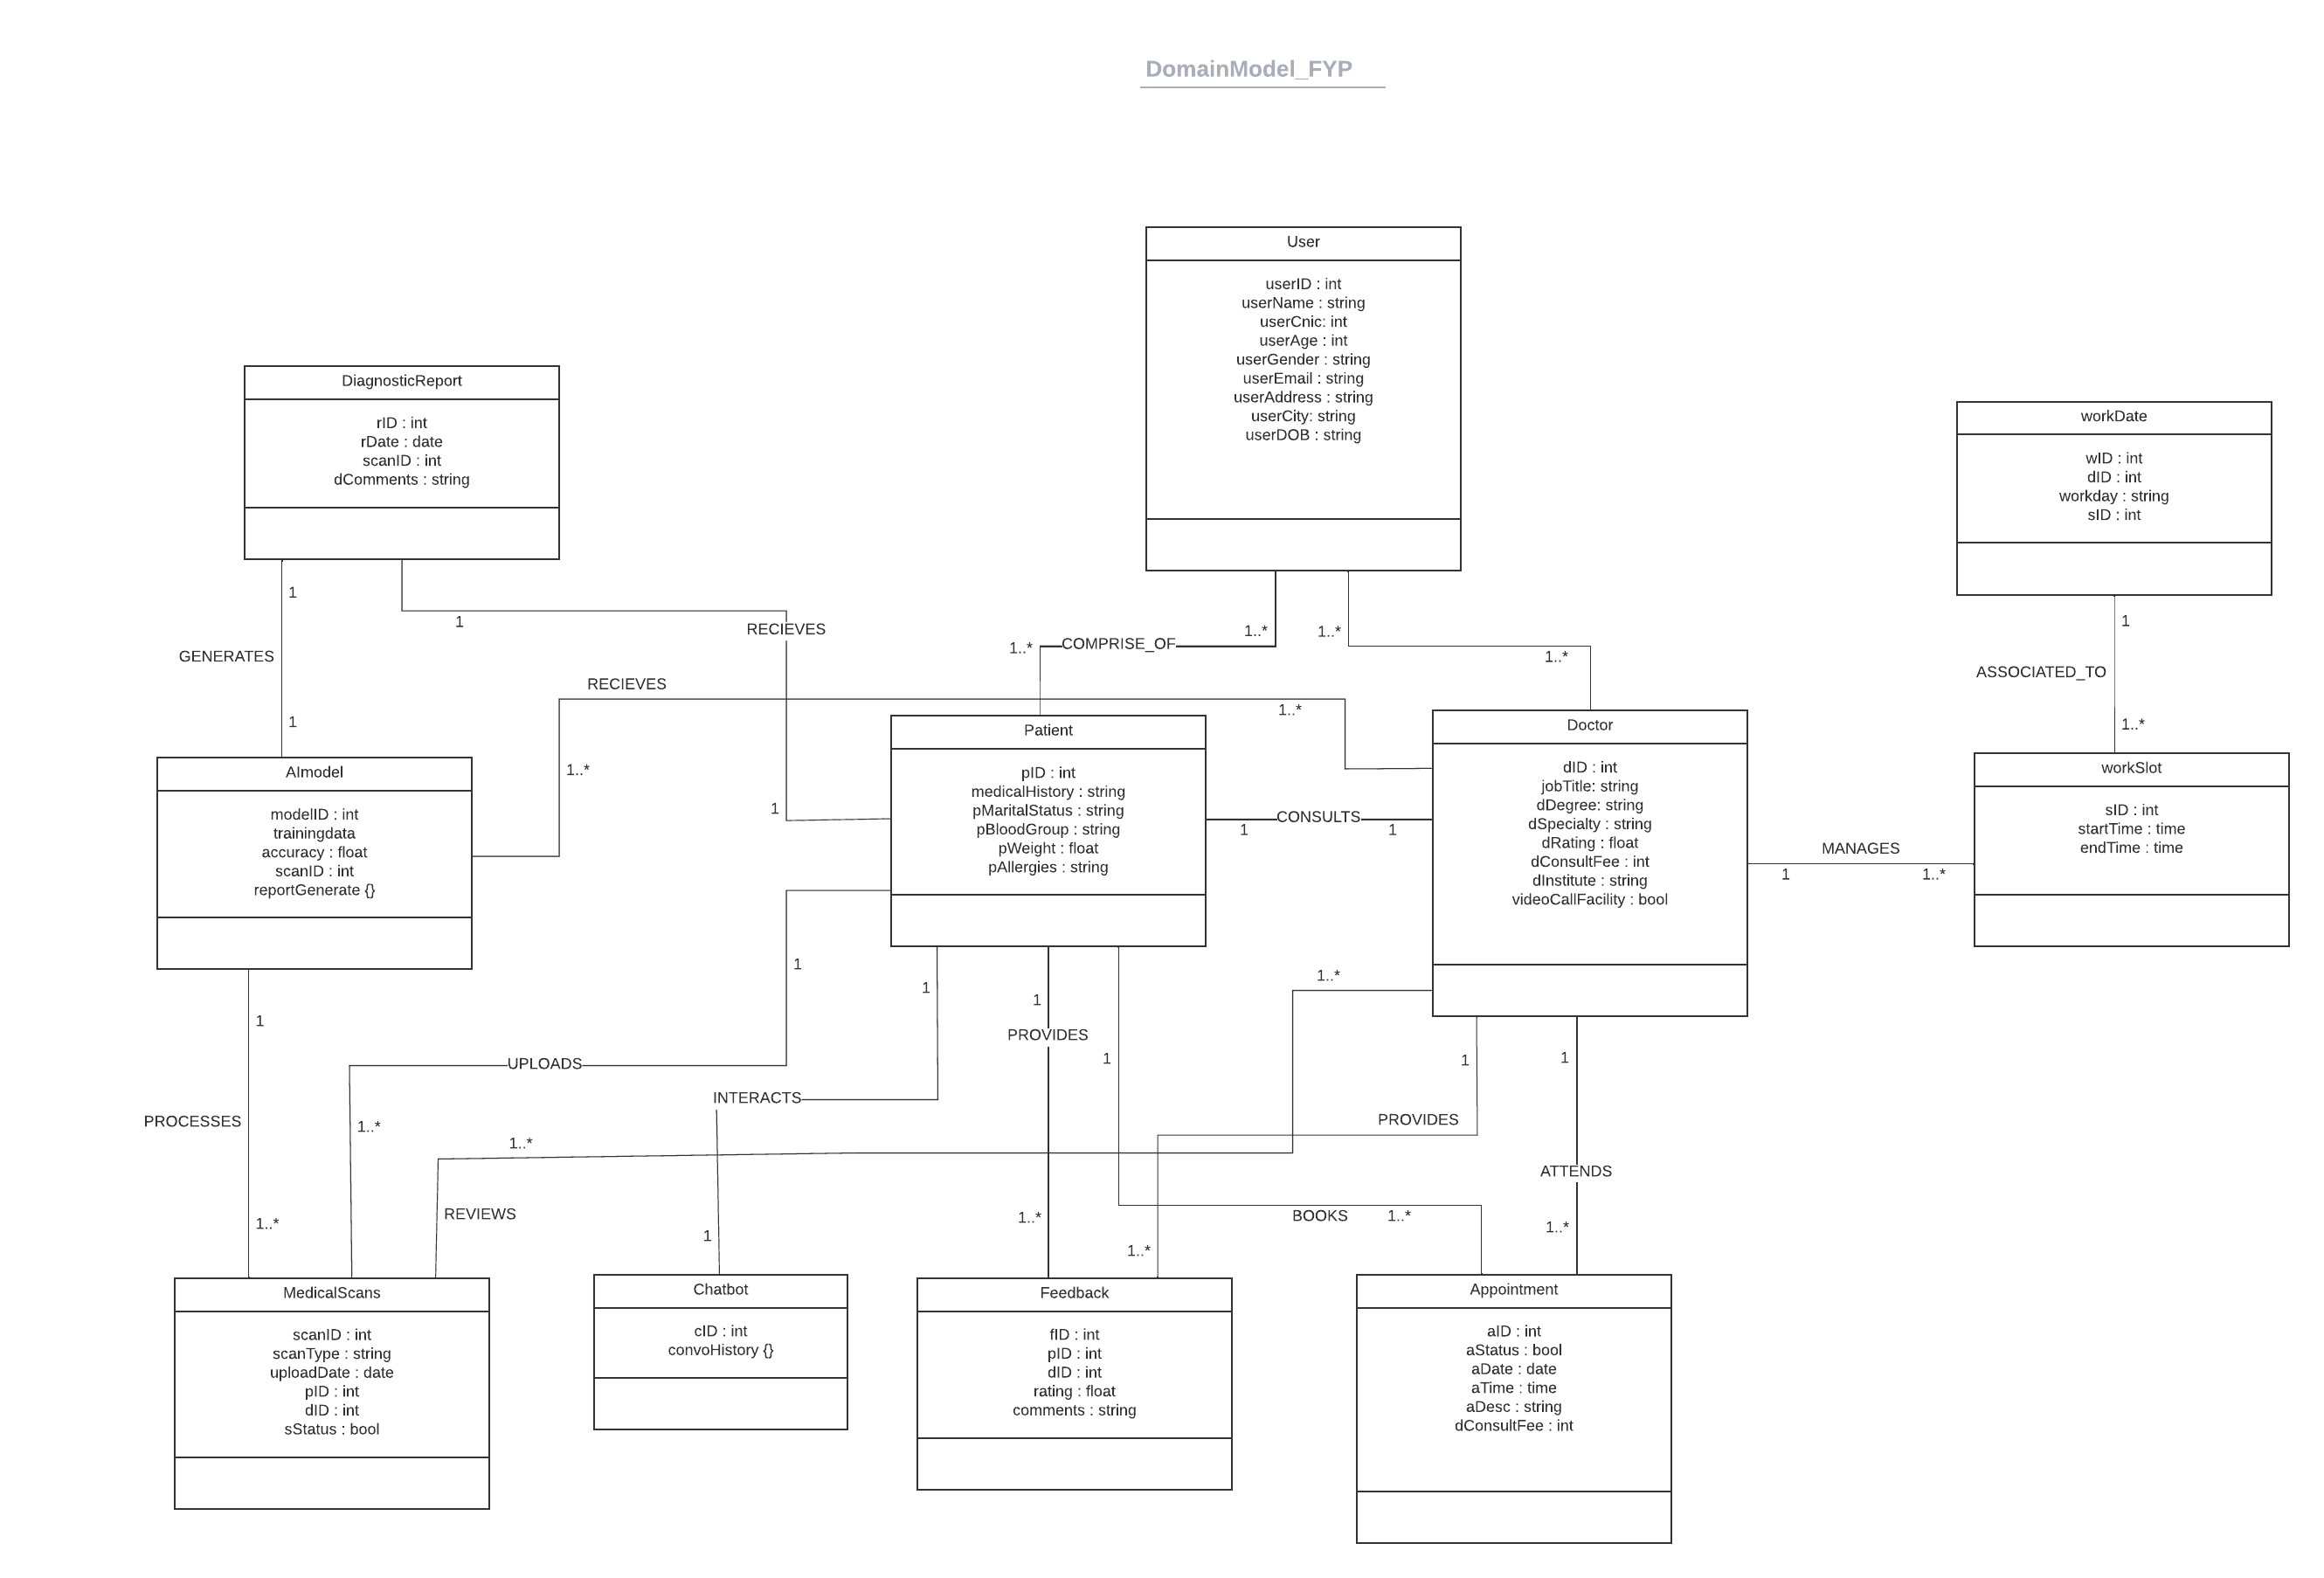 DomainModel_FYP
User
userID : int
userName : string
userCnic: int
userAge : int
userGender : string
userEmail : string
userAddress : string
userCity: string
userDOB : string
DiagnosticReport
rID : int
rDate : date
scanID : int
dComments : string
workDate
wID : int
dID : int
workday : string
sID : int
1
1
RECIEVES
GENERATES
1
1
1..*
COMPRISE_OF
1..*
1..*
1..*
RECIEVES
1..*
1..*
1
ASSOCIATED_TO
1..*
AImodel
modelID : int
trainingdata
accuracy : float
scanID : int
reportGenerate {}
Patient
pID : int
medicalHistory : string
pMaritalStatus : string
pBloodGroup : string
pWeight : float
pAllergies : string
1
CONSULTS
1
Doctor
dID : int
jobTitle: string
dDegree: string
dSpecialty : string
dRating : float
dConsultFee : int
dInstitute : string
videoCallFacility : bool
MANAGES
1
1..*
workSlot
sID : int
startTime : time
endTime : time
1
PROCESSES
1..*
1
UPLOADS
1..*
1
INTERACTS
1
1
PROVIDES
1..*
1
BOOKS
1..*
1..*
1..*
REVIEWS
1
PROVIDES
1..*
1
ATTENDS
1..*
MedicalScans
scanID : int
scanType : string
uploadDate : date
pID : int
dID : int
sStatus : bool
Chatbot
cID : int
convoHistory {}
Feedback
fID : int
pID : int
dID : int
rating : float
comments : string
Appointment
aID : int
aStatus : bool
aDate : date
aTime : time
aDesc : string
dConsultFee : int